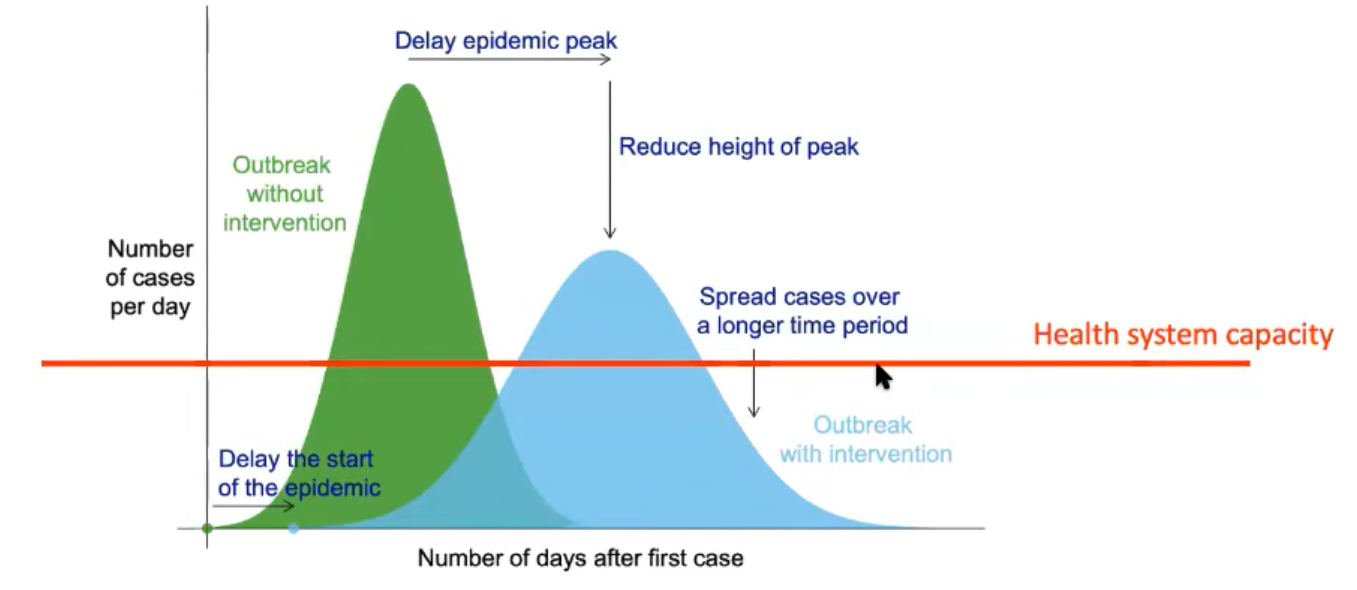 Delay epidemic peak
Reduce height of peak
Outbreak
without
intervention
Number
of cases
per day
Spread cases over
a longer time period
Health system capacity
Outbreak
with intervention
Delay the start
of the epidemic
Number of days after first case